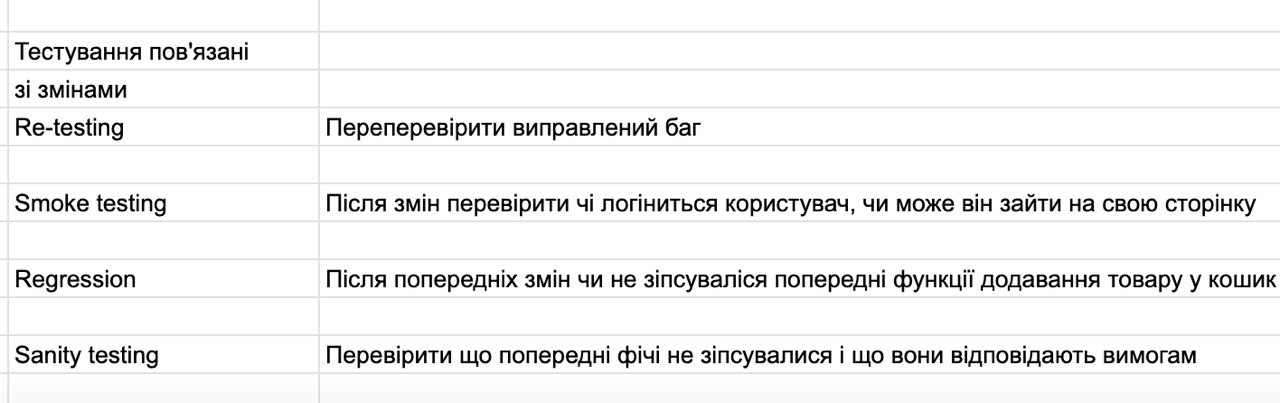 Тестування пов'язані
зі змінами
Re-testing Переперевірити виправлений баг
Smoke testing Після змін перевірити чі логіниться користувач, чи може він зайти на свою сторінку
Regression Після попередніх змін чи не зіпсуваліся попередні функції додавання товару у кошик
Sanity testing Перевірити що попередні фічі не зіпсувалися і що вони відповідають вимогам